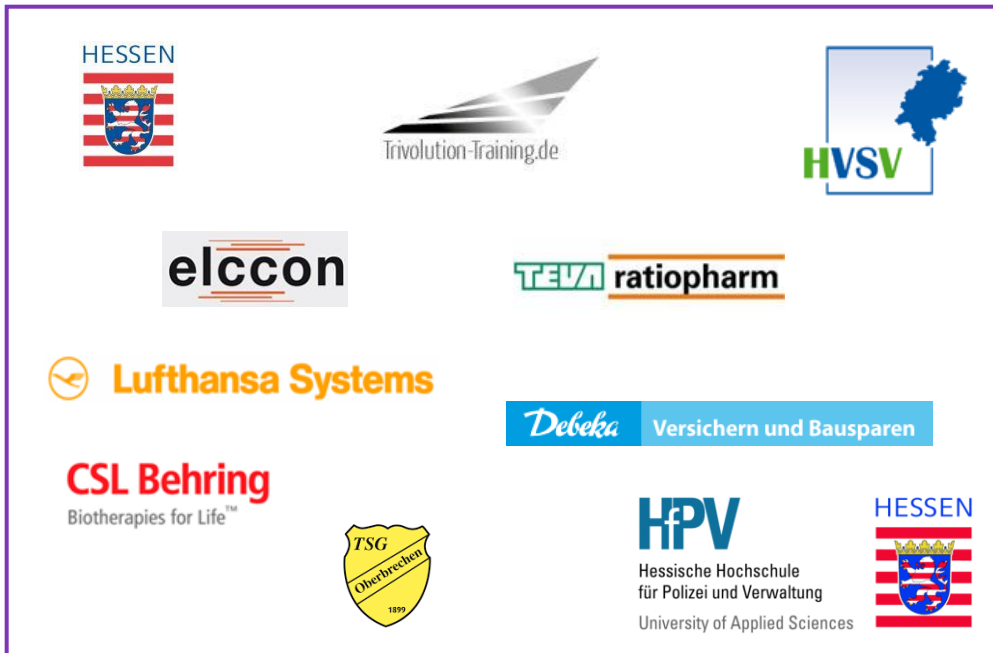 HESSEN
Trivolution-Training.de
HVSV
elccon
TEVA ratiopharm
Lufthansa Systems
Debeka Versichern und Bausparen
CSL Behring
Biotherapies for Life™
TSG
Oberbrechen
1899
HfPV
Hessische Hochschule
für Polizei und Verwaltung
University of Applied Sciences
HESSEN